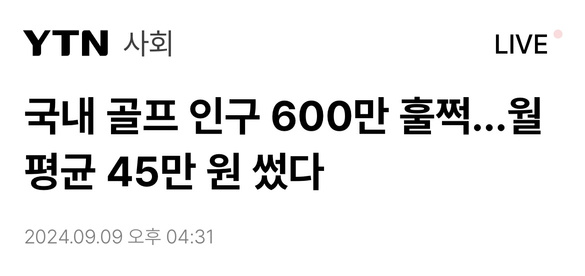 YTN 사회 LIVE
국내 골프 인구 600만 훌쩍...월
평균 45만 원 썼다
2024.09.09 오후 04:31